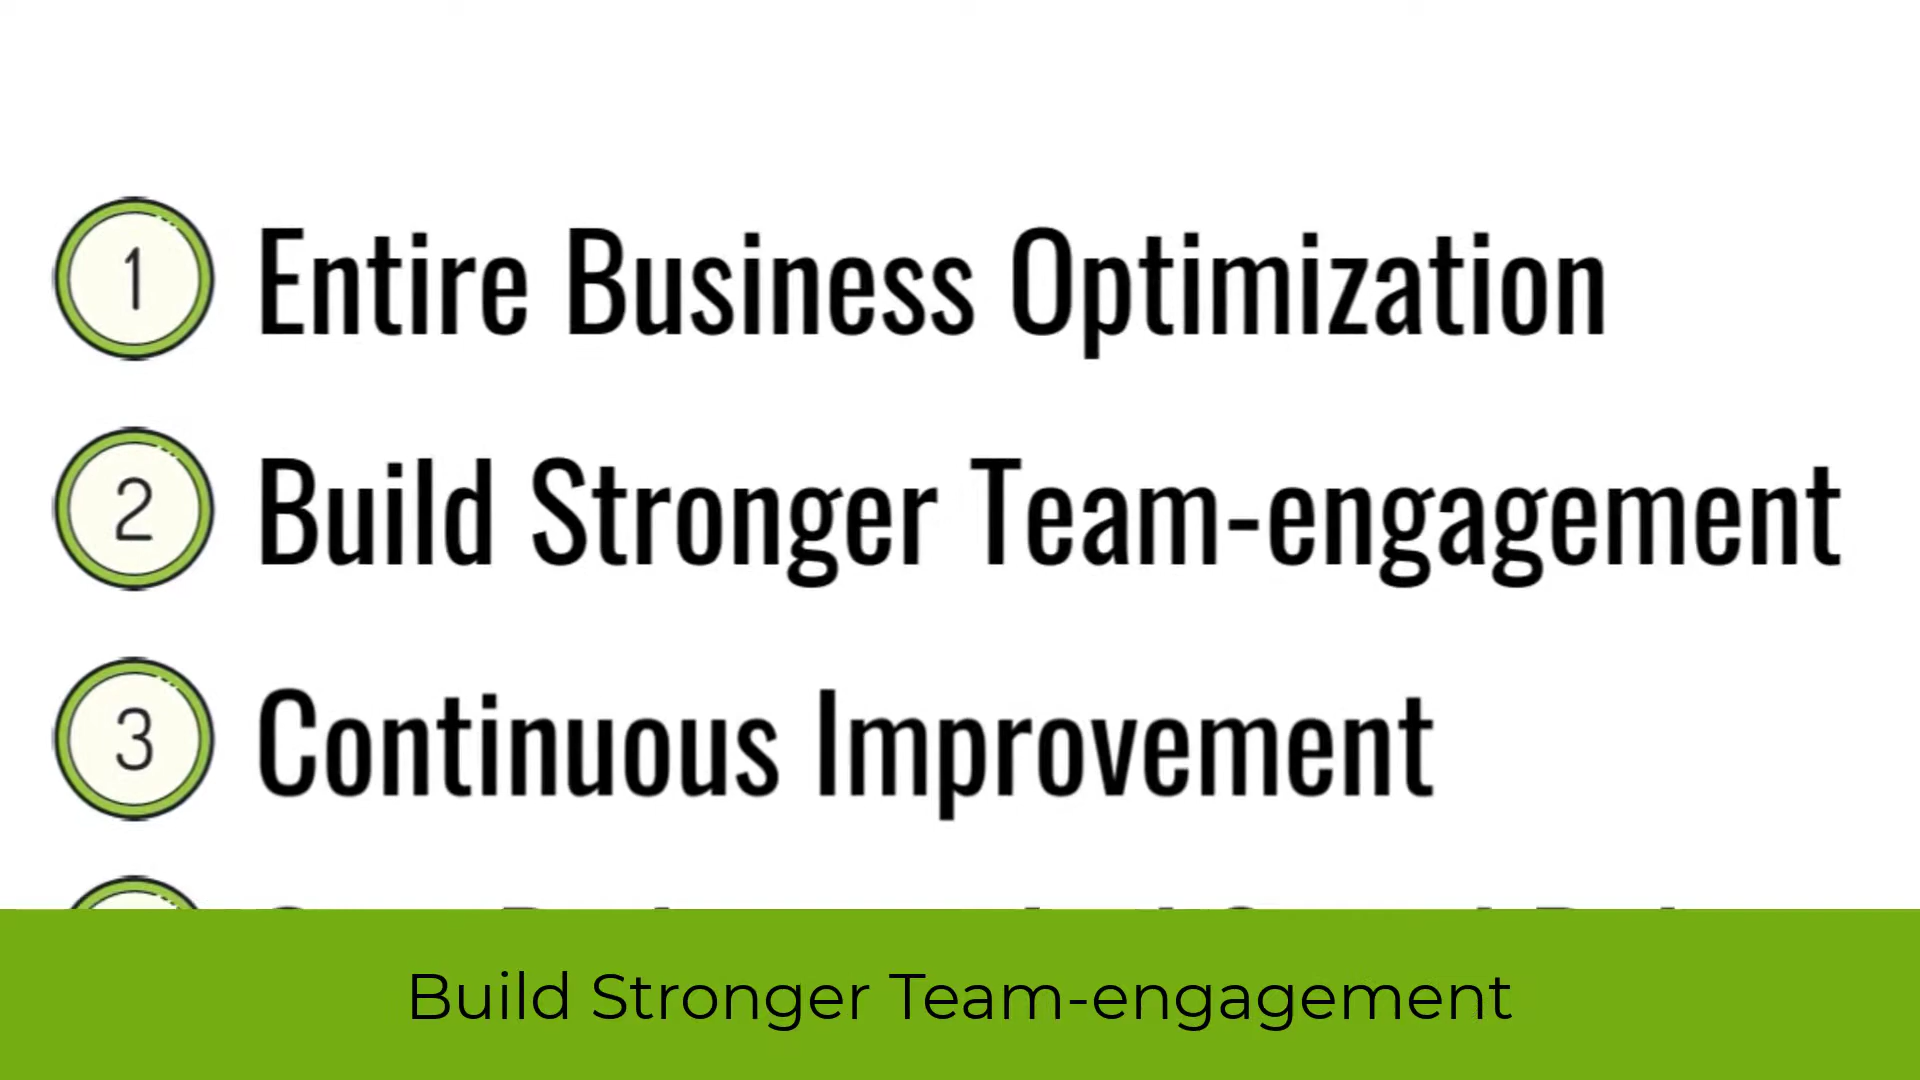 1 Entire Business Optimization
2 Build Stronger Team-engagement
3 Continuous Improvement
Build Stronger Team-engagement